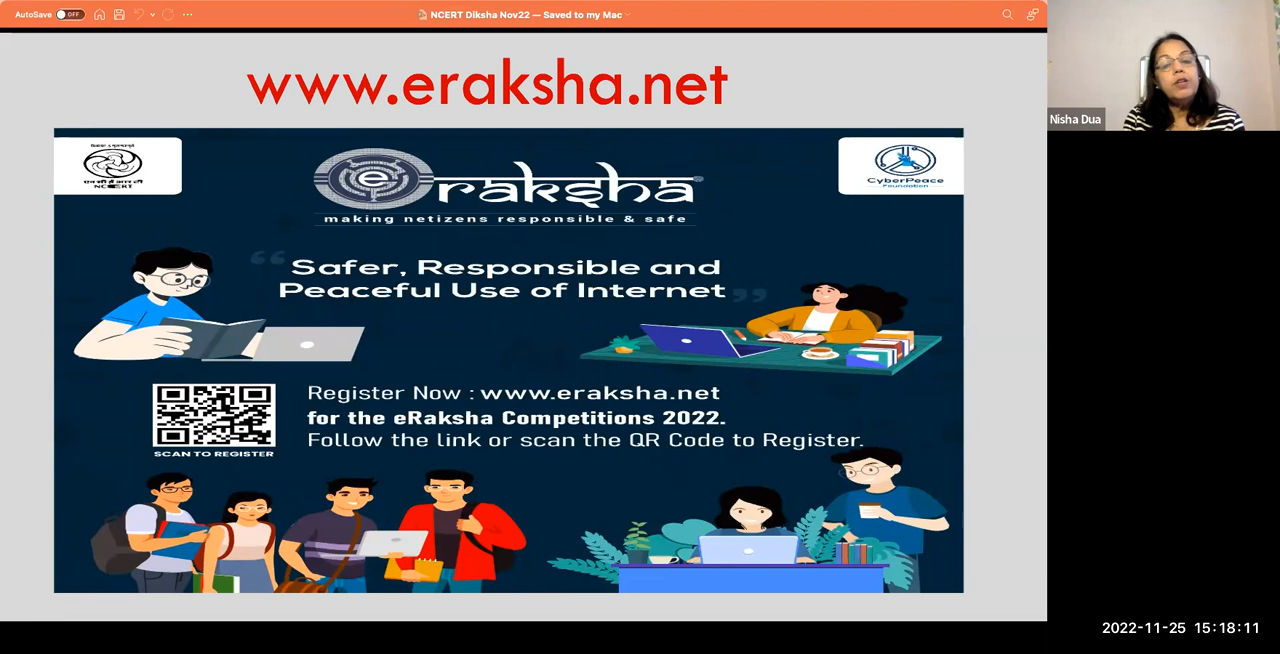 AutoSave OFF
NCERT Diksha Nov22 — Saved to my Mac
www.eraksha.net
Nisha Dua
NCERT
CyberPeace
Foundation
eraksha
making netizens responsible & safe
“Safer, Responsible and
Peaceful Use of Internet”
Register Now : www.eraksha.net
for the eRaksha Competitions 2022.
Follow the link or scan the QR Code to Register.
SCAN TO REGISTER
2022-11-25 15:18:11